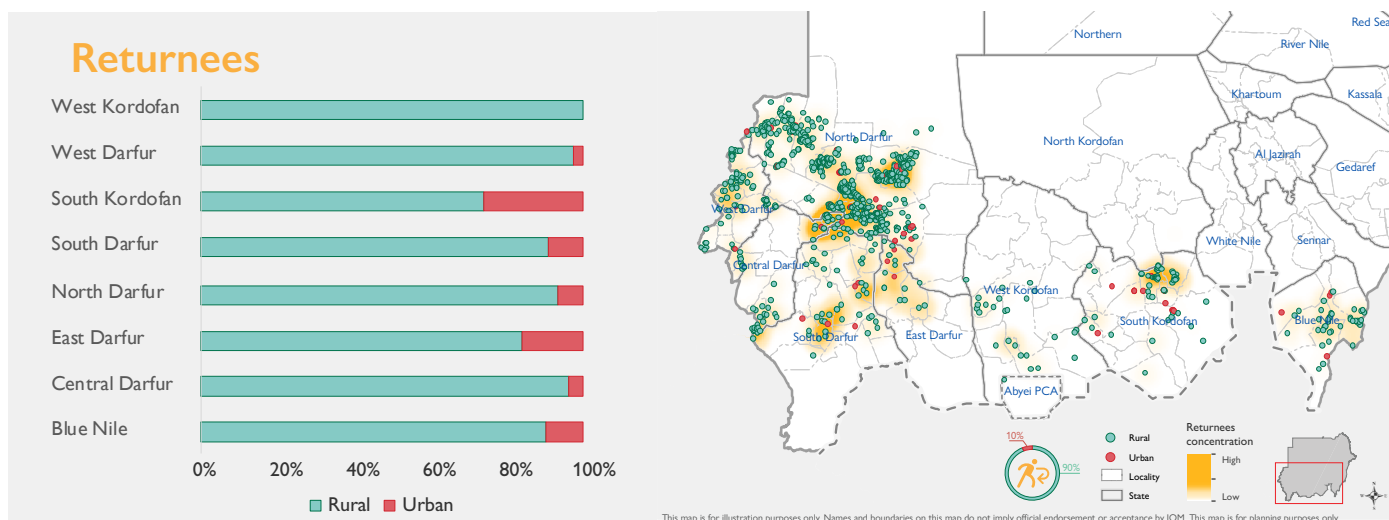 Returnees
West Kordofan
West Darfur
South Kordofan
South Darfur
North Darfur
East Darfur
Central Darfur
Blue Nile
0% 20% 40% 60% 80% 100%
Rural Urban
Northern
Red Sea
River Nile
Khartoum
Kassala
North Darfur
North Kordofan
Al Jazirah
Gedaref
West Darfur
White Nile
Sennar
Central Darfur
West Kordofan
South Kordofan
Blue Nile
South Darfur
East Darfur
Abyei PCA
10%
90%
Rural
Urban
Locality
State
Returnees
concentration
High
Low
This map is for illustration purposes only. Names and boundaries on this map do not imply official endorsement or acceptance by IOM. This map is for planning purposes only.